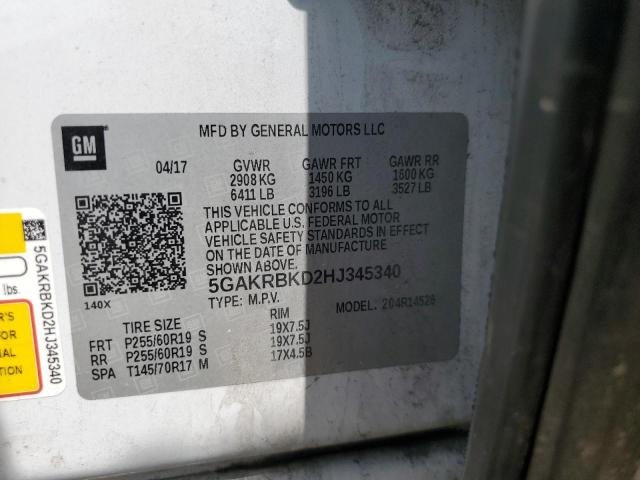 GM
MFD BY GENERAL MOTORS LLC
04/17 GVWR GAWR FRT GAWR RR
2908 KG 1450 KG 1600 KG
6411 LB 3196 LB 3527 LB
THIS VEHICLE CONFORMS TO ALL
APPLICABLE U.S. FEDERAL MOTOR
VEHICLE SAFETY STANDARDS IN EFFECT
ON THE DATE OF MANUFACTURE
SHOWN ABOVE.
140X
5GAKRBKD2HJ345340
TYPE: M.P.V. MODEL: 204R14526
TIRE SIZE RIM
FRT P255/60R19 S 19X7.5J
RR P255/60R19 S 19X7.5J
SPA T145/70R17 M 17X4.5B
5GAKRBKD2HJ345340
lbs.